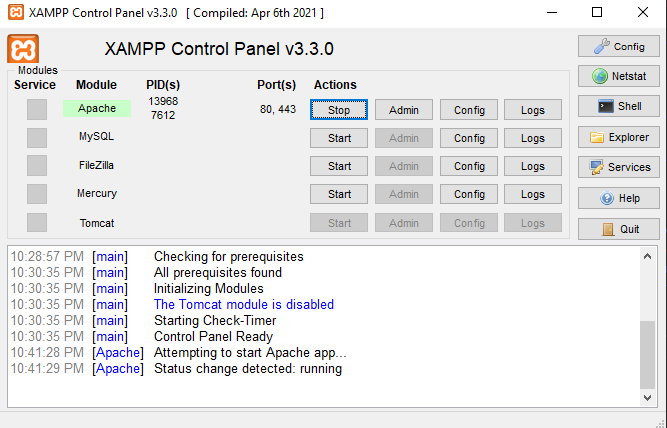 XAMPP Control Panel v3.3.0 [ Compiled: Apr 6th 2021 ]
XAMPP Control Panel v3.3.0
Config
Modules
Service Module PID(s) Port(s) Actions
Netstat
Apache 13968 7612 80, 443 Stop Admin Config Logs
Shell
MySQL Start Admin Config Logs
Explorer
FileZilla Start Admin Config Logs
Services
Mercury Start Admin Config Logs
Help
Tomcat Start Admin Config Logs
Quit
10:28:57 PM [main] Checking for prerequisites
10:30:35 PM [main] All prerequisites found
10:30:35 PM [main] Initializing Modules
10:30:35 PM [main] The Tomcat module is disabled
10:30:35 PM [main] Starting Check-Timer
10:30:35 PM [main] Control Panel Ready
10:41:28 PM [Apache] Attempting to start Apache app...
10:41:29 PM [Apache] Status change detected: running